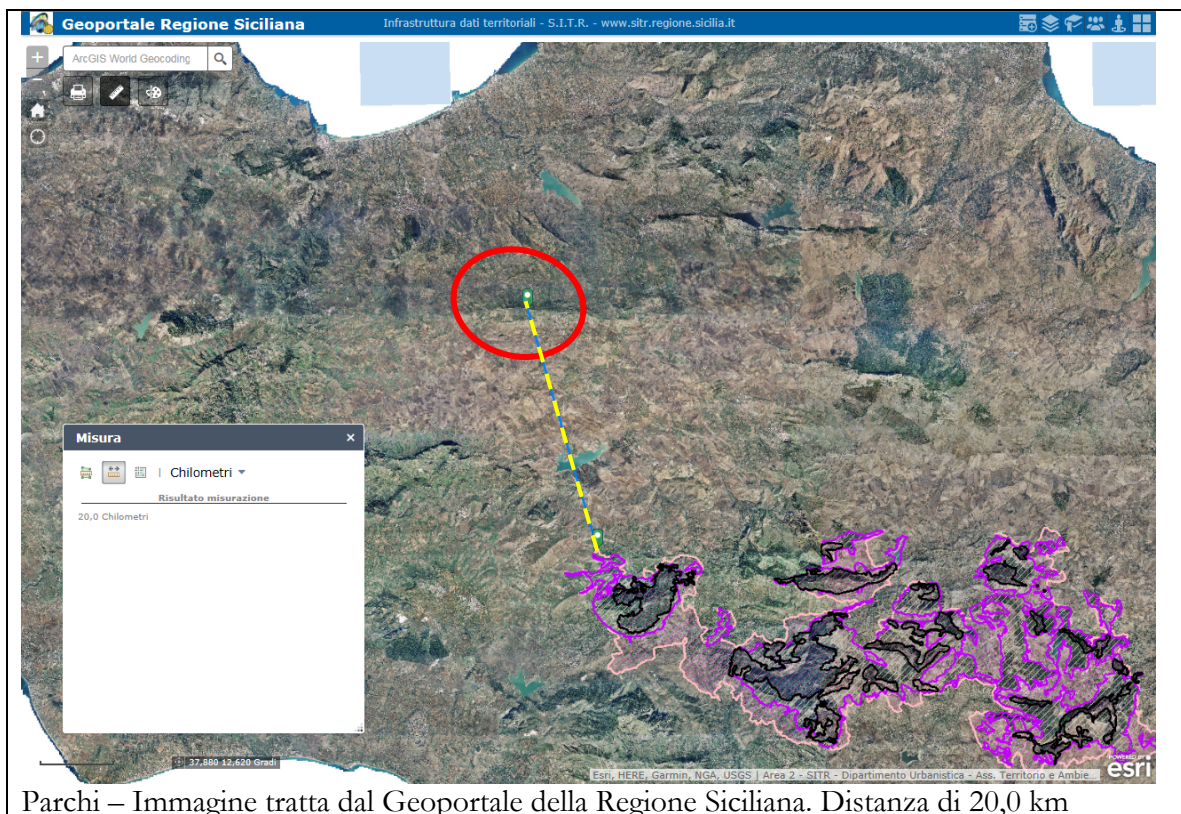 Geoportale Regione Siciliana
Infrastruttura dati territoriali - S.I.T.R. - www.sitr.regione.sicilia.it
ArcGIS World Geocoding
Misura
Chilometri
Risultato misurazione
20,0 Chilometri
37,880 12,620 Gradi
Esri, HERE, Garmin, NGA, USGS | Area 2 - SITR - Dipartimento Urbanistica - Ass. Territorio e Ambie...
POWERED BY
esri
Parchi – Immagine tratta dal Geoportale della Regione Siciliana. Distanza di 20,0 km